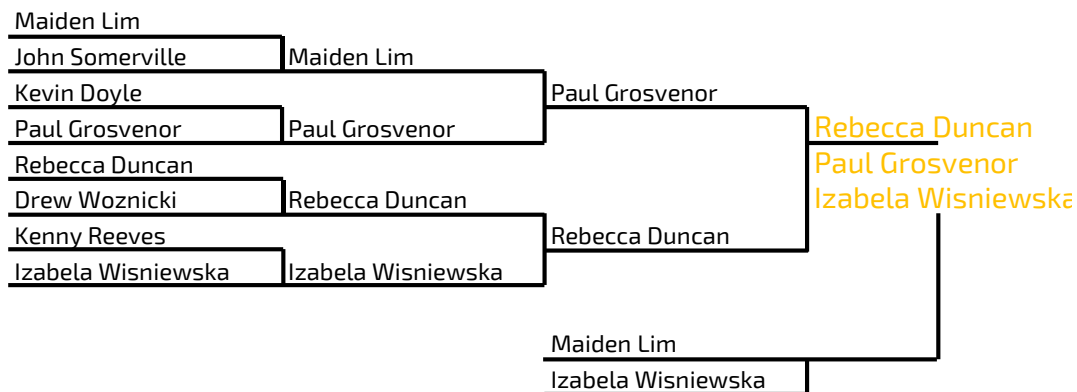 Maiden Lim
John Somerville
Maiden Lim
Kevin Doyle
Paul Grosvenor
Paul Grosvenor
Paul Grosvenor
Rebecca Duncan
Paul Grosvenor
Izabela Wisniewska
Rebecca Duncan
Drew Woznicki
Rebecca Duncan
Kenny Reeves
Rebecca Duncan
Izabela Wisniewska
Izabela Wisniewska
Maiden Lim
Izabela Wisniewska